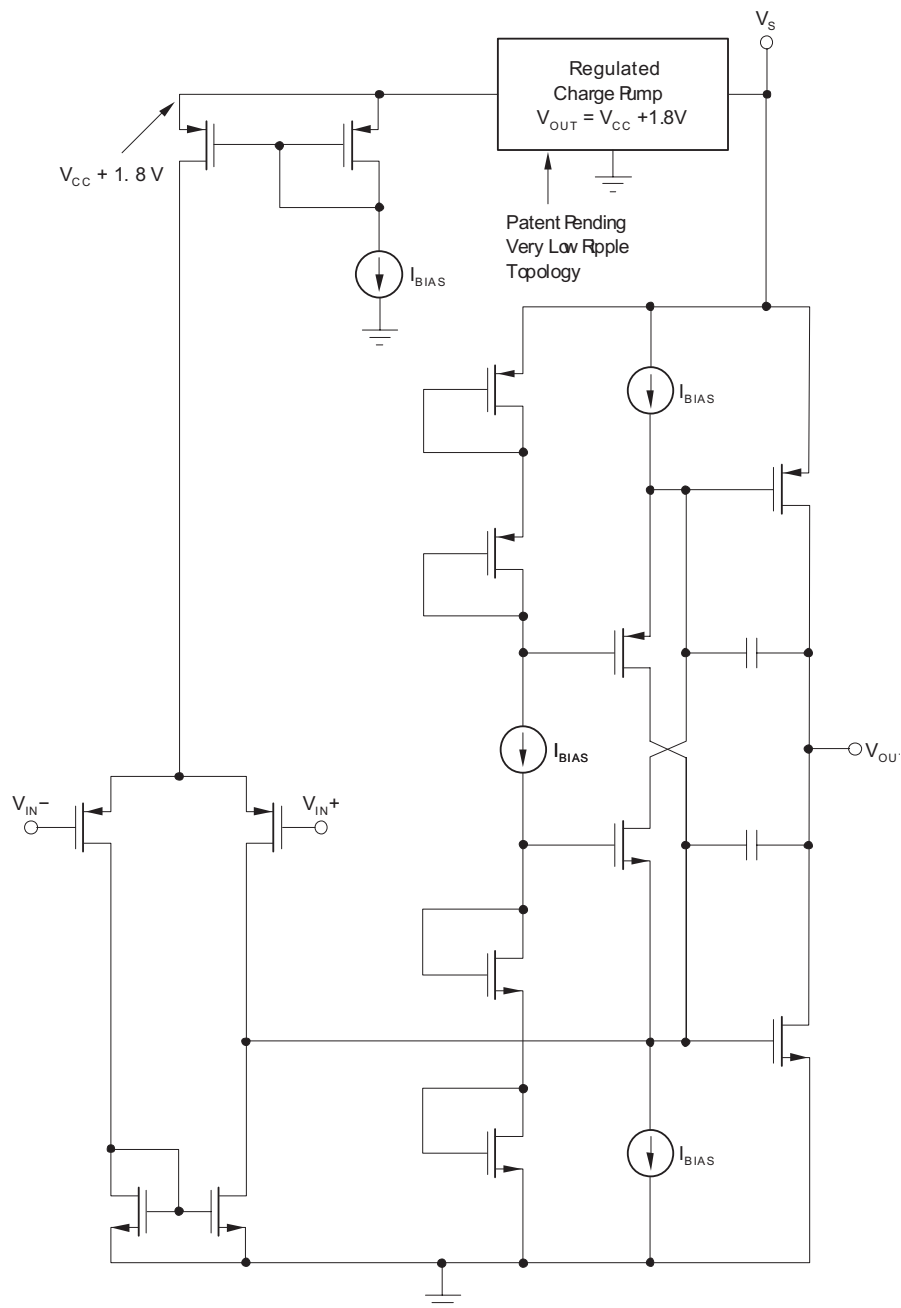 V_S
Regulated
Charge Pump
V_OUT = V_CC +1.8V
V_CC + 1. 8 V
Patent Pending
Very Low Ripple
Topology
I_BIAS
I_BIAS
I_BIAS
V_OUT
V_IN−
V_IN+
I_BIAS